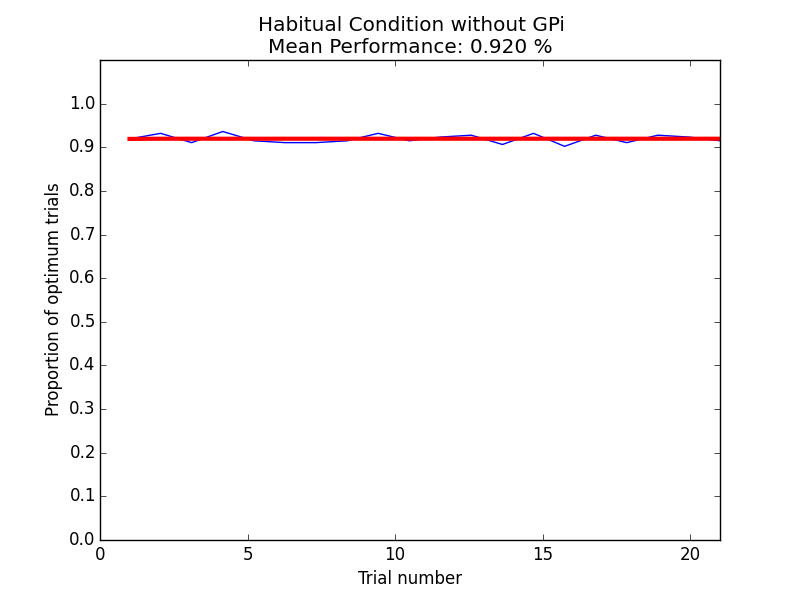 Habitual Condition without GPi
Mean Performance: 0.920 %
1.0
0.9
0.8
0.7
0.6
0.5
0.4
0.3
0.2
0.1
0.0
Proportion of optimum trials
0 5 10 15 20
Trial number